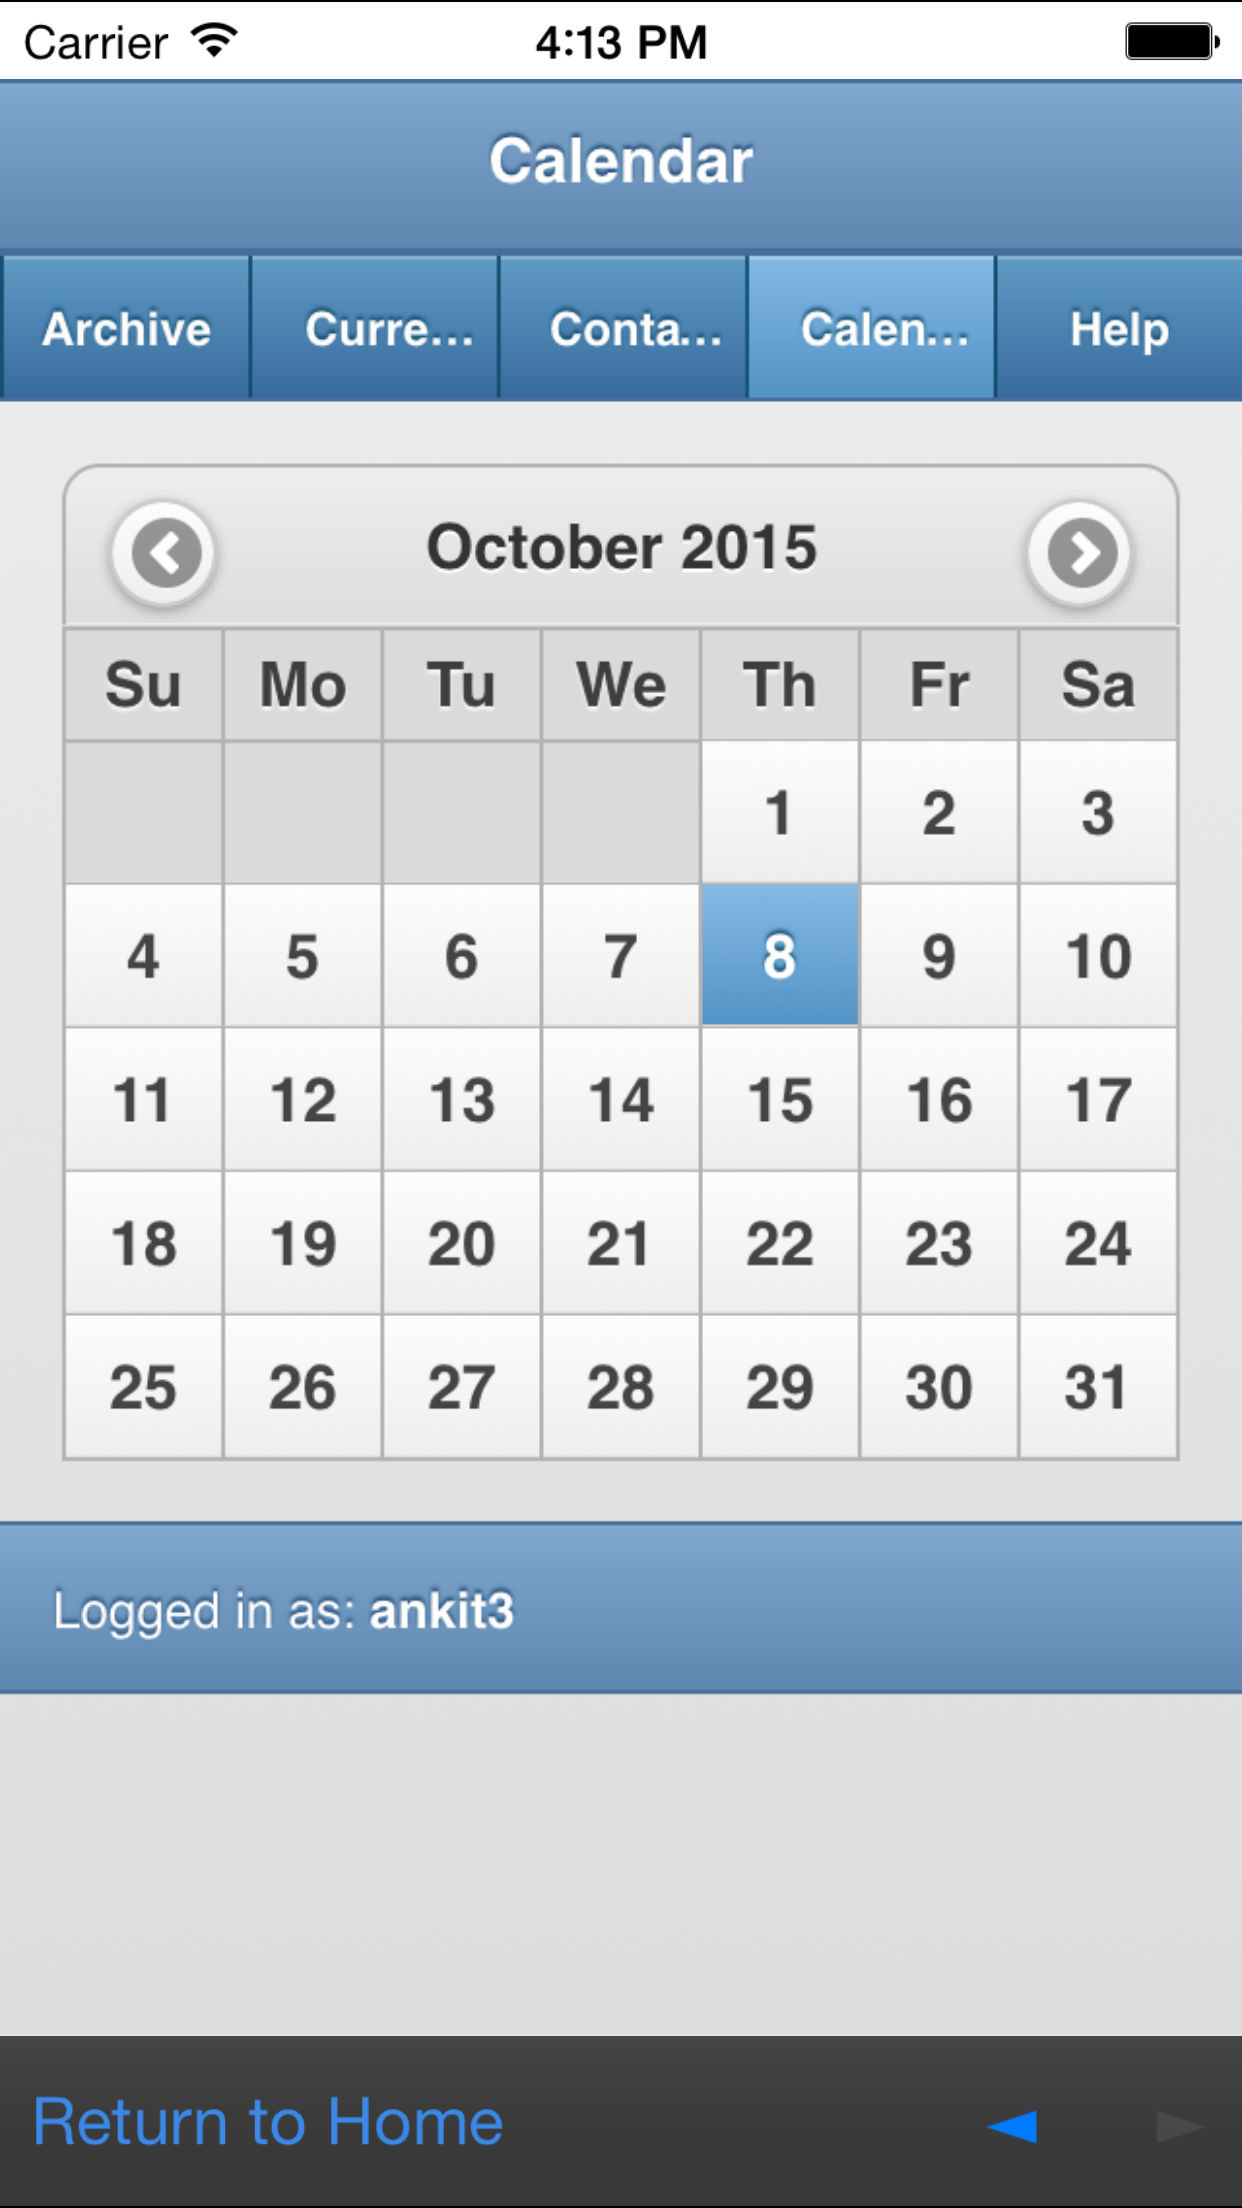 Carrier 4:13 PM
Calendar
Archive Curre... Conta... Calen... Help
October 2015
Su Mo Tu We Th Fr Sa
1 2 3
4 5 6 7 8 9 10
11 12 13 14 15 16 17
18 19 20 21 22 23 24
25 26 27 28 29 30 31
Logged in as: ankit3
Return to Home